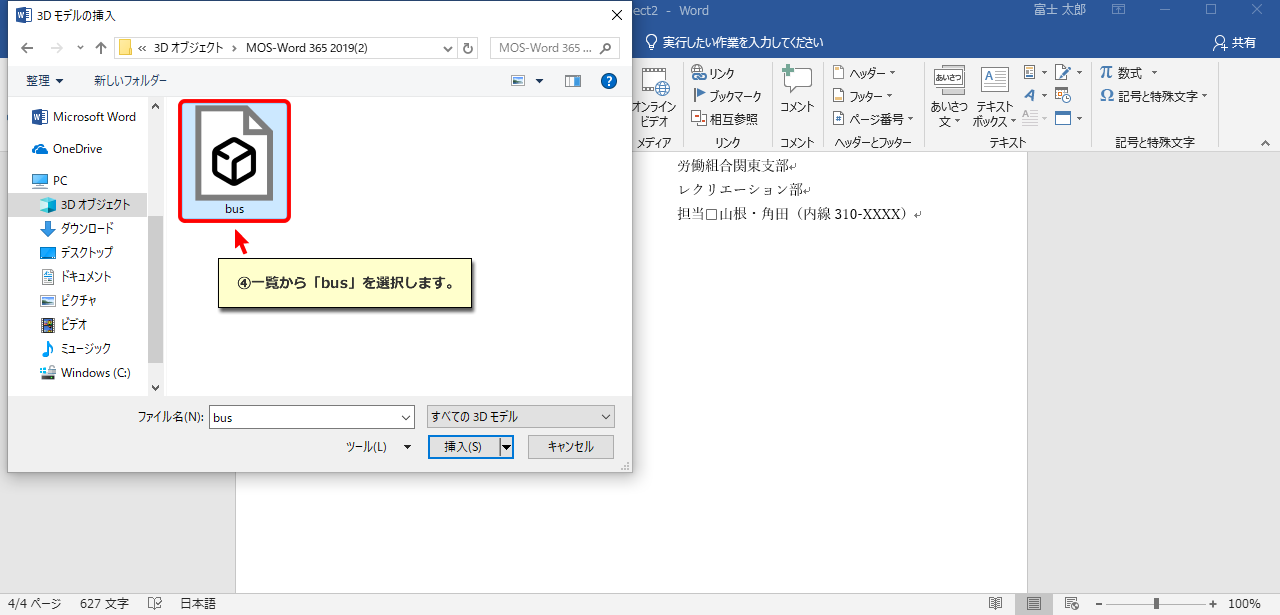 3D モデルの挿入
ect2 - Word
富士 太郎
« 3D オブジェクト › MOS-Word 365 2019(2)
MOS-Word 365 ...
実行したい作業を入力してください
共有
整理
新しいフォルダー
Microsoft Word
OneDrive
PC
3D オブジェクト
ダウンロード
デスクトップ
ドキュメント
ピクチャ
ビデオ
ミュージック
Windows (C:)
bus
④一覧から「bus」を選択します。
ファイル名(N):
bus
すべての 3D モデル
ツール(L)
挿入(S)
キャンセル
オンライン
ビデオ
メディア
リンク
ブックマーク
相互参照
リンク
コメント
コメント
ヘッダー
フッター
ページ番号
ヘッダーとフッター
あいさつ
あいさつ
文
A
テキスト
ボックス
テキスト
π 数式
Ω 記号と特殊文字
記号と特殊文字
労働組合関東支部
レクリエーション部
担当□山根・角田（内線 310-XXXX）
4/4 ページ
627 文字
日本語
100%